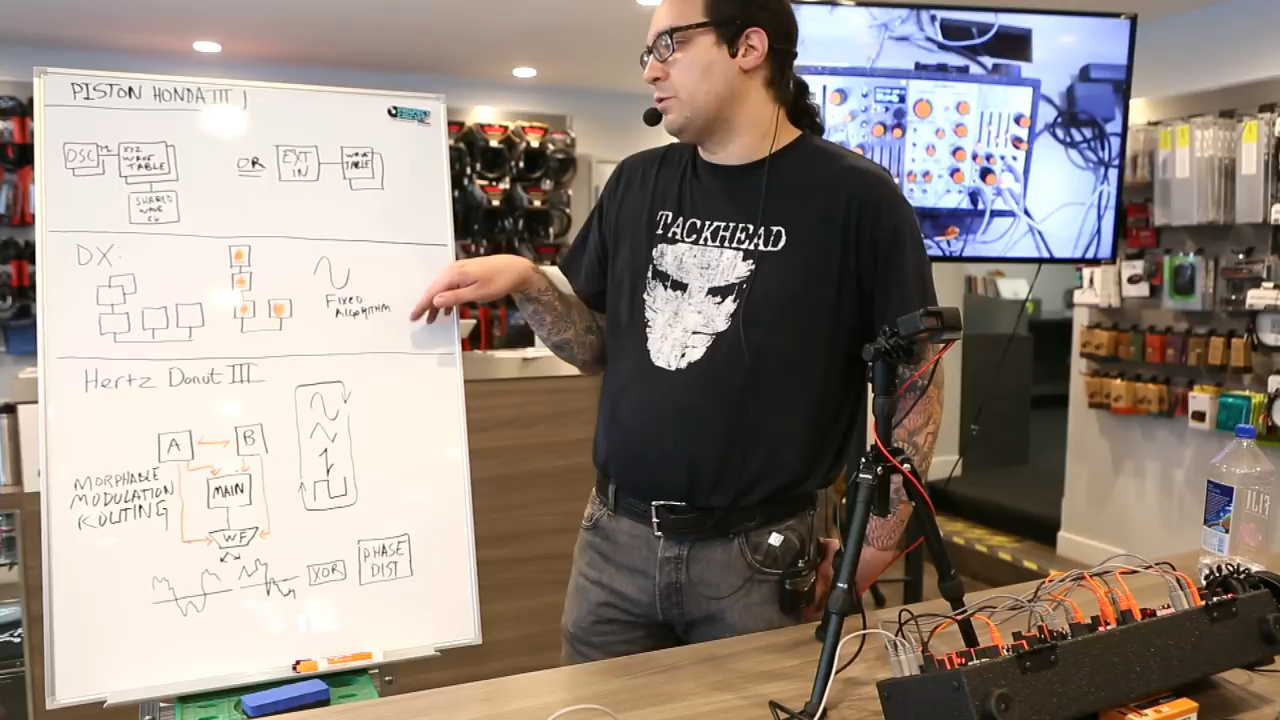 PISTON HONDA III
OSC
XYZ
WAVE
TABLE
SHARED
WAVE
OR
EXT
IN
WAVE
TABLE
DX:
FIXED
ALGORITHM
Hertz Donut III
A
B
MAIN
WF
MORPHABLE
MODULATION
ROUTING
XOR
PHASE
DIST
TACKHEAD
FIJI